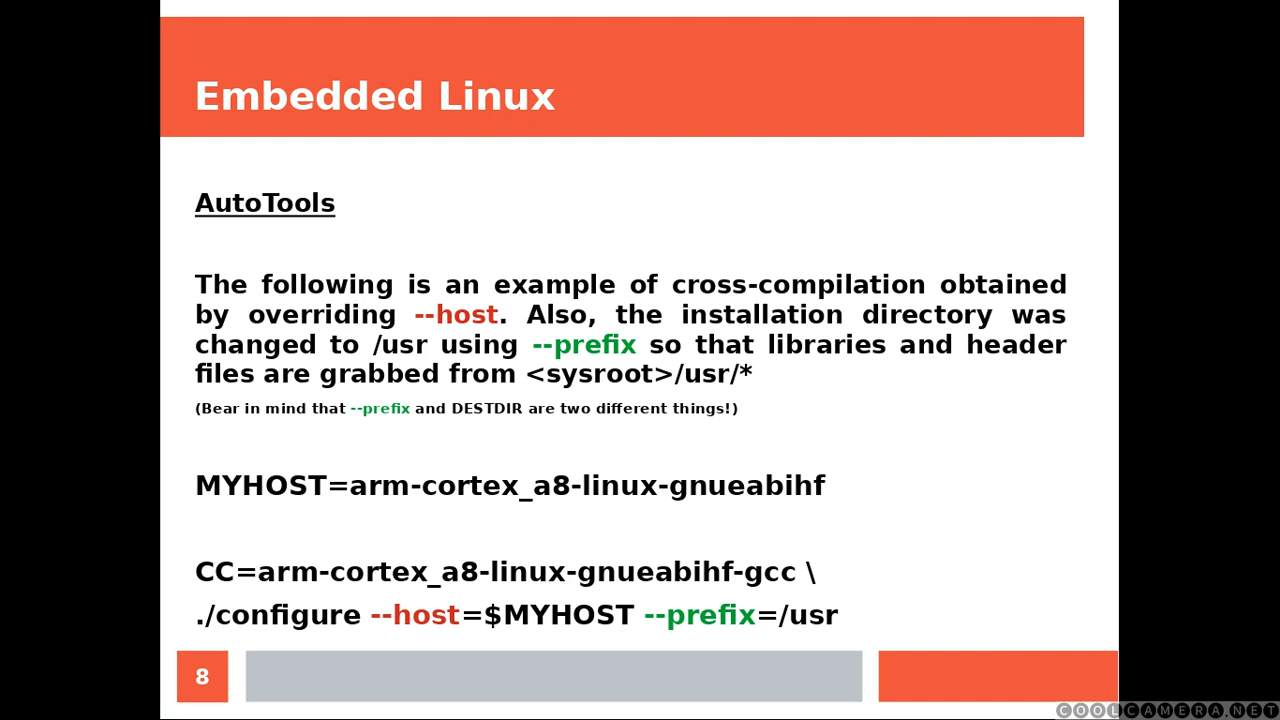 Embedded Linux
AutoTools
The following is an example of cross-compilation obtained
by overriding --host. Also, the installation directory was
changed to /usr using --prefix so that libraries and header
files are grabbed from <sysroot>/usr/*
(Bear in mind that --prefix and DESTDIR are two different things!)
MYHOST=arm-cortex_a8-linux-gnueabihf
CC=arm-cortex_a8-linux-gnueabihf-gcc \
./configure --host=$MYHOST --prefix=/usr
8
COOLCAMERA.NET